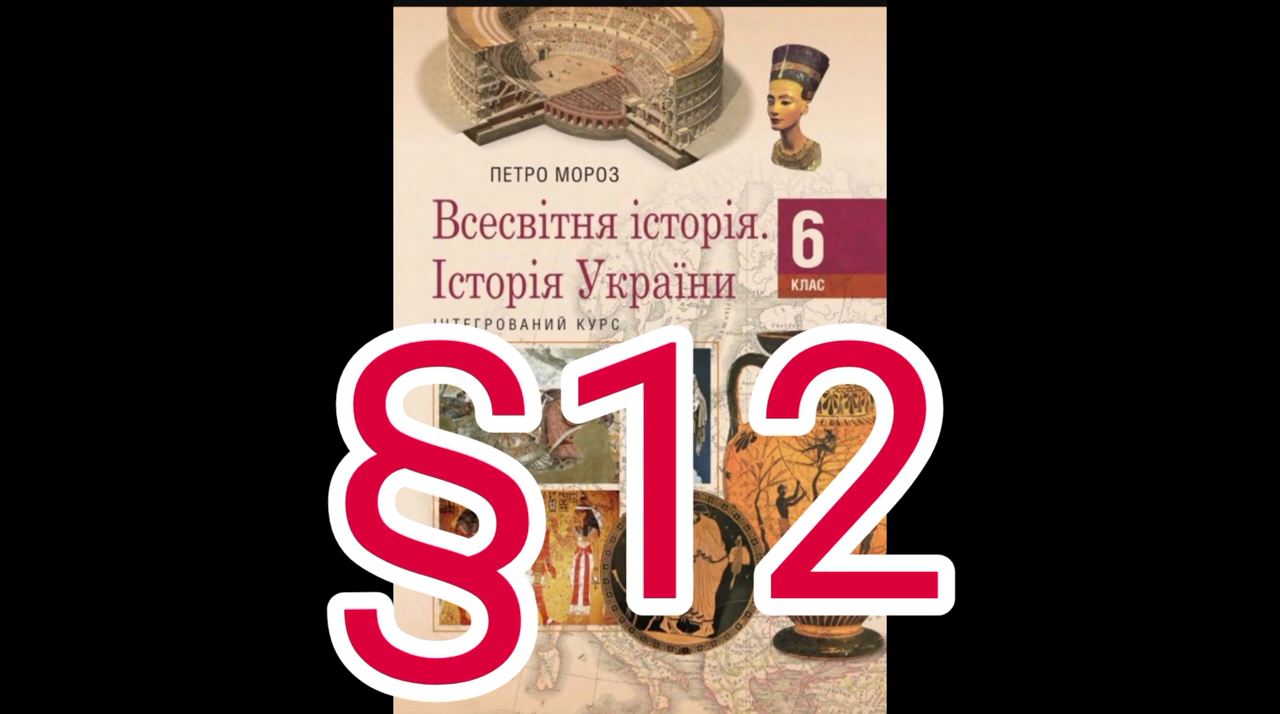 ПЕТРО МОРОЗ
Всесвітня історія.
Історія України
6
КЛАС
ІНТЕГРОВАНИЙ КУРС
§12